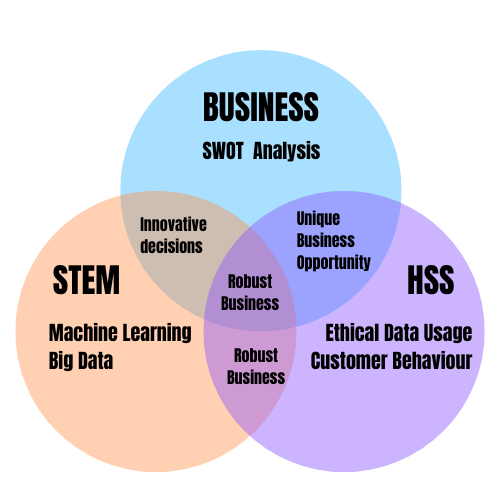 BUSINESS
SWOT Analysis
Innovative
decisions
Unique
Business
Opportunity
STEM
Machine Learning
Big Data
Robust
Business
Robust
Business
HSS
Ethical Data Usage
Customer Behaviour